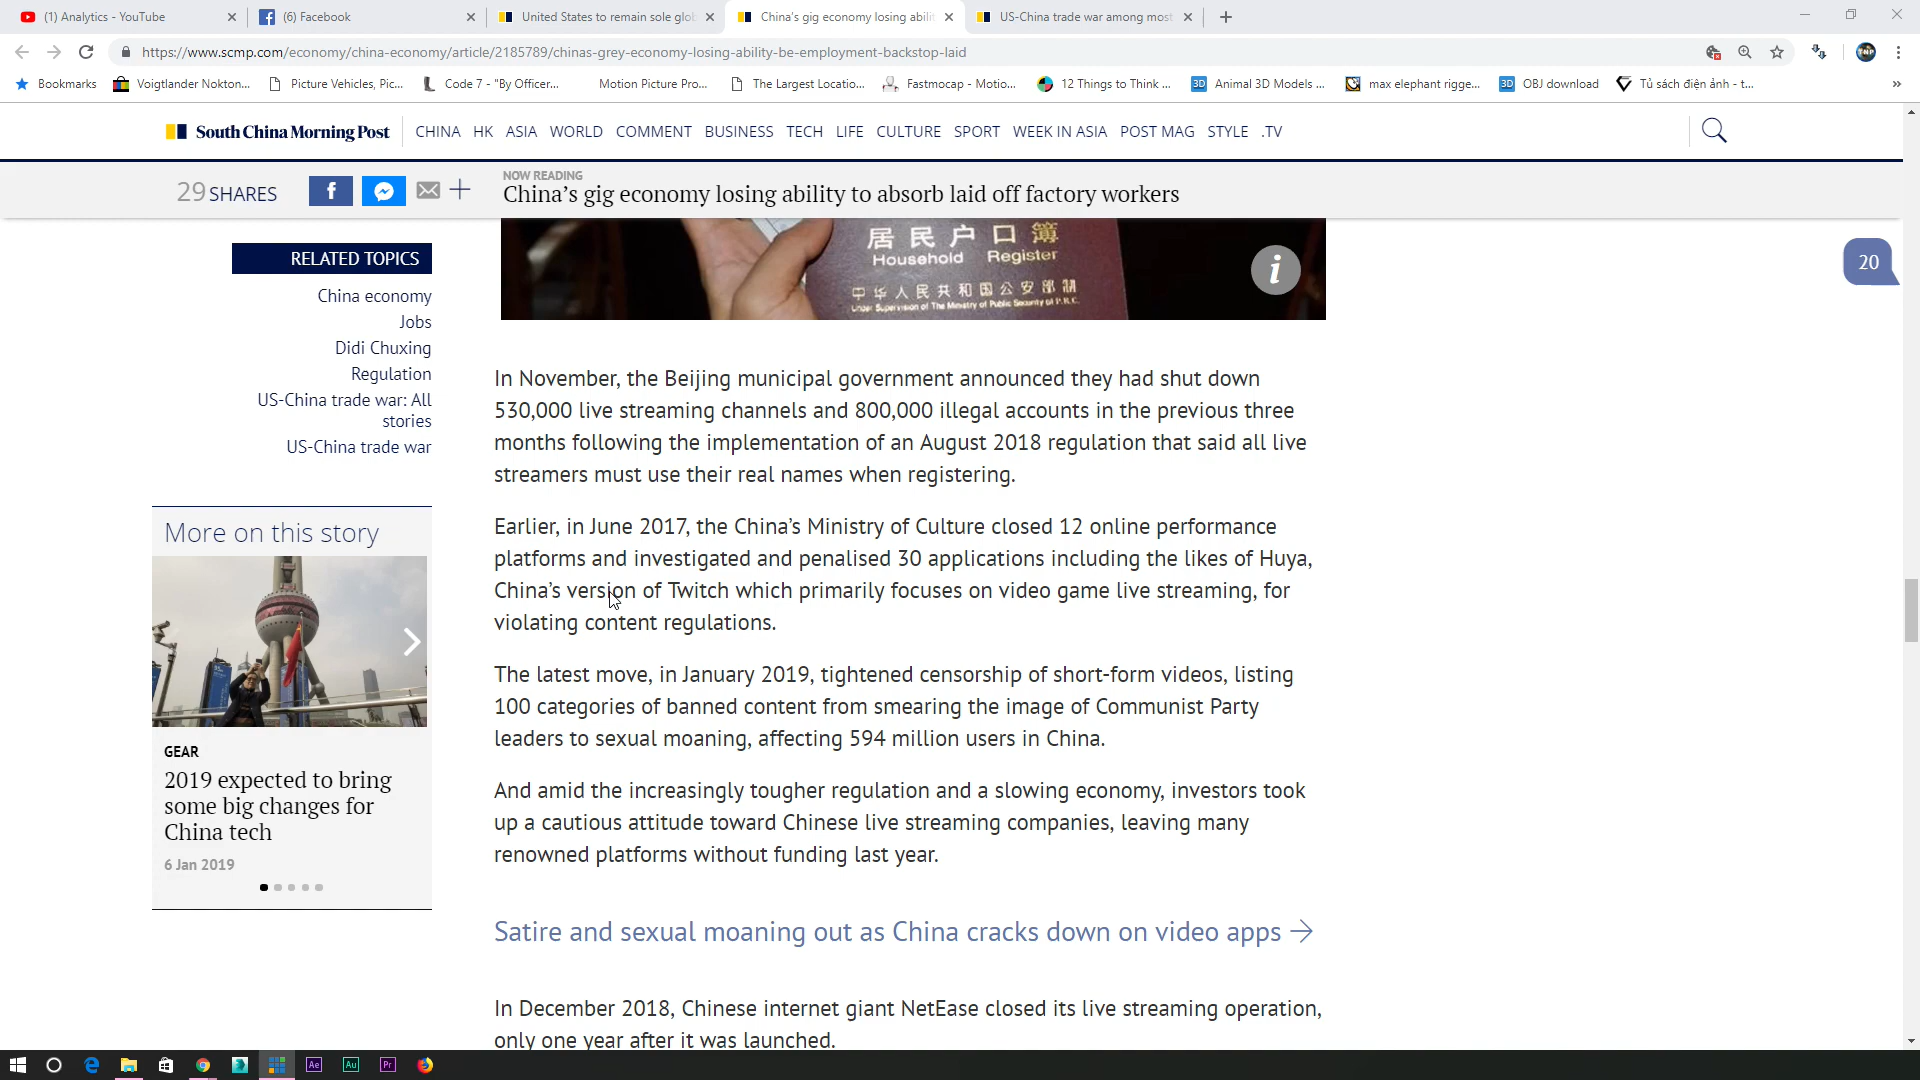 (1) Analytics - YouTube
(6) Facebook
United States to remain sole glo
China's gig economy losing abili
US-China trade war among most
https://www.scmp.com/economy/china-economy/article/2185789/chinas-grey-economy-losing-ability-be-employment-backstop-laid
Bookmarks
Voigtlander Nokton...
Picture Vehicles, Pic...
Code 7 - "By Officer...
Motion Picture Pro...
The Largest Locatio...
Fastmocap - Motio...
12 Things to Think ...
3D
Animal 3D Models ...
max elephant rigge...
3D
OBJ download
Tủ sách điện ảnh - t...
»
South China Morning Post
CHINA HK ASIA WORLD COMMENT BUSINESS TECH LIFE CULTURE SPORT WEEK IN ASIA POST MAG STYLE .TV
29 SHARES
f
NOW READING
China's gig economy losing ability to absorb laid off factory workers
RELATED TOPICS
China economy
Jobs
Didi Chuxing
Regulation
US-China trade war: All
stories
US-China trade war
居民户口簿
Household Register
中华人民共和国公安部制
Under Supervision of The Ministry of Public Security of P.R.C.
i
20
In November, the Beijing municipal government announced they had shut down
530,000 live streaming channels and 800,000 illegal accounts in the previous three
months following the implementation of an August 2018 regulation that said all live
streamers must use their real names when registering.
Earlier, in June 2017, the China's Ministry of Culture closed 12 online performance
platforms and investigated and penalised 30 applications including the likes of Huya,
China's version of Twitch which primarily focuses on video game live streaming, for
violating content regulations.
The latest move, in January 2019, tightened censorship of short-form videos, listing
100 categories of banned content from smearing the image of Communist Party
leaders to sexual moaning, affecting 594 million users in China.
And amid the increasingly tougher regulation and a slowing economy, investors took
up a cautious attitude toward Chinese live streaming companies, leaving many
renowned platforms without funding last year.
Satire and sexual moaning out as China cracks down on video apps →
In December 2018, Chinese internet giant NetEase closed its live streaming operation,
only one year after it was launched.
More on this story
GEAR
2019 expected to bring
some big changes for
China tech
6 Jan 2019
Ae
Au
Pr